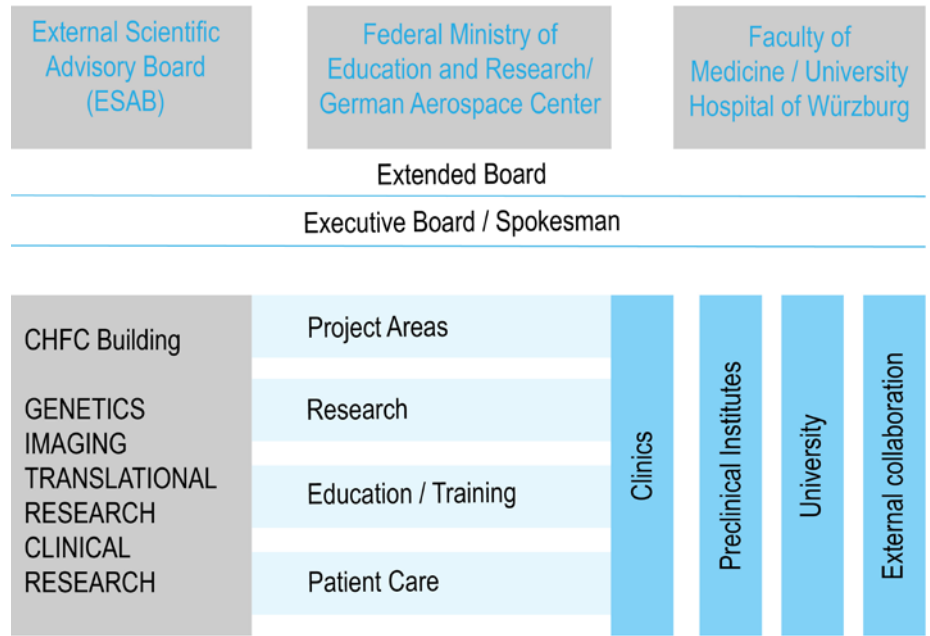 External Scientific
Advisory Board
(ESAB)
Federal Ministry of
Education and Research/
German Aerospace Center
Faculty of
Medicine / University
Hospital of Würzburg
Extended Board
Executive Board / Spokesman
CHFC Building
GENETICS
IMAGING
TRANSLATIONAL
RESEARCH
CLINICAL
RESEARCH
Project Areas
Research
Education / Training
Patient Care
Clinics
Preclinical Institutes
University
External collaboration